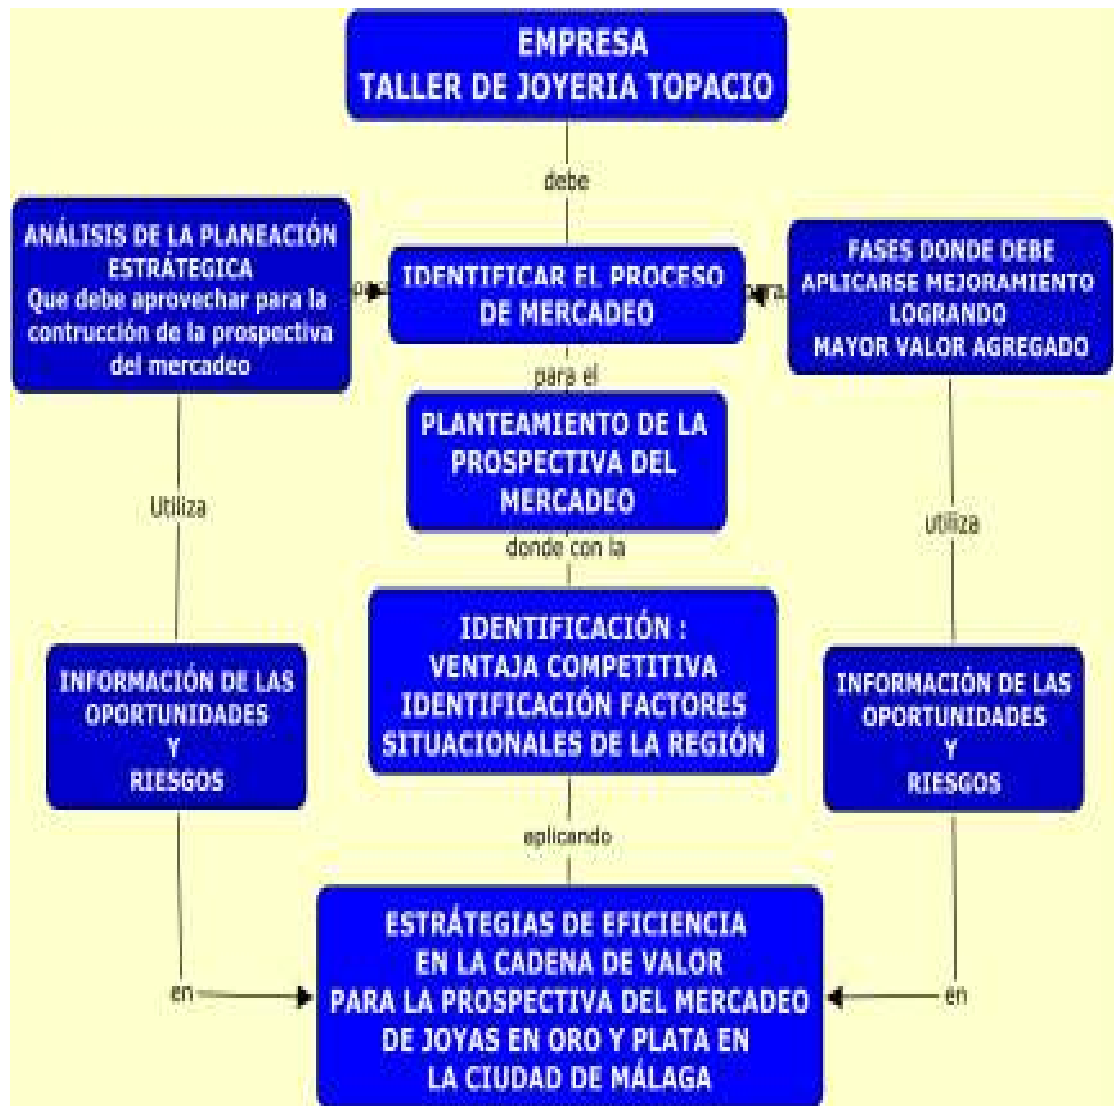 EMPRESA
TALLER DE JOYERIA TOPACIO
debe
ANÁLISIS DE LA PLANEACIÓN
ESTRÁTEGICA
Que debe aprovechar para la
contrucción de la prospectiva
del mercadeo
para
IDENTIFICAR EL PROCESO
DE MERCADEO
para
FASES DONDE DEBE
APLICARSE MEJORAMIENTO
LOGRANDO
MAYOR VALOR AGREGADO
para el
PLANTEAMIENTO DE LA
PROSPECTIVA DEL
MERCADEO
Utiliza
utiliza
donde con la
IDENTIFICACIÓN :
VENTAJA COMPETITIVA
IDENTIFICACIÓN FACTORES
SITUACIONALES DE LA REGIÓN
INFORMACIÓN DE LAS
OPORTUNIDADES
Y
RIESGOS
INFORMACIÓN DE LAS
OPORTUNIDADES
Y
RIESGOS
aplicando
en
ESTRÁTEGIAS DE EFICIENCIA
EN LA CADENA DE VALOR
PARA LA PROSPECTIVA DEL MERCADEO
DE JOYAS EN ORO Y PLATA EN
LA CIUDAD DE MÁLAGA
en